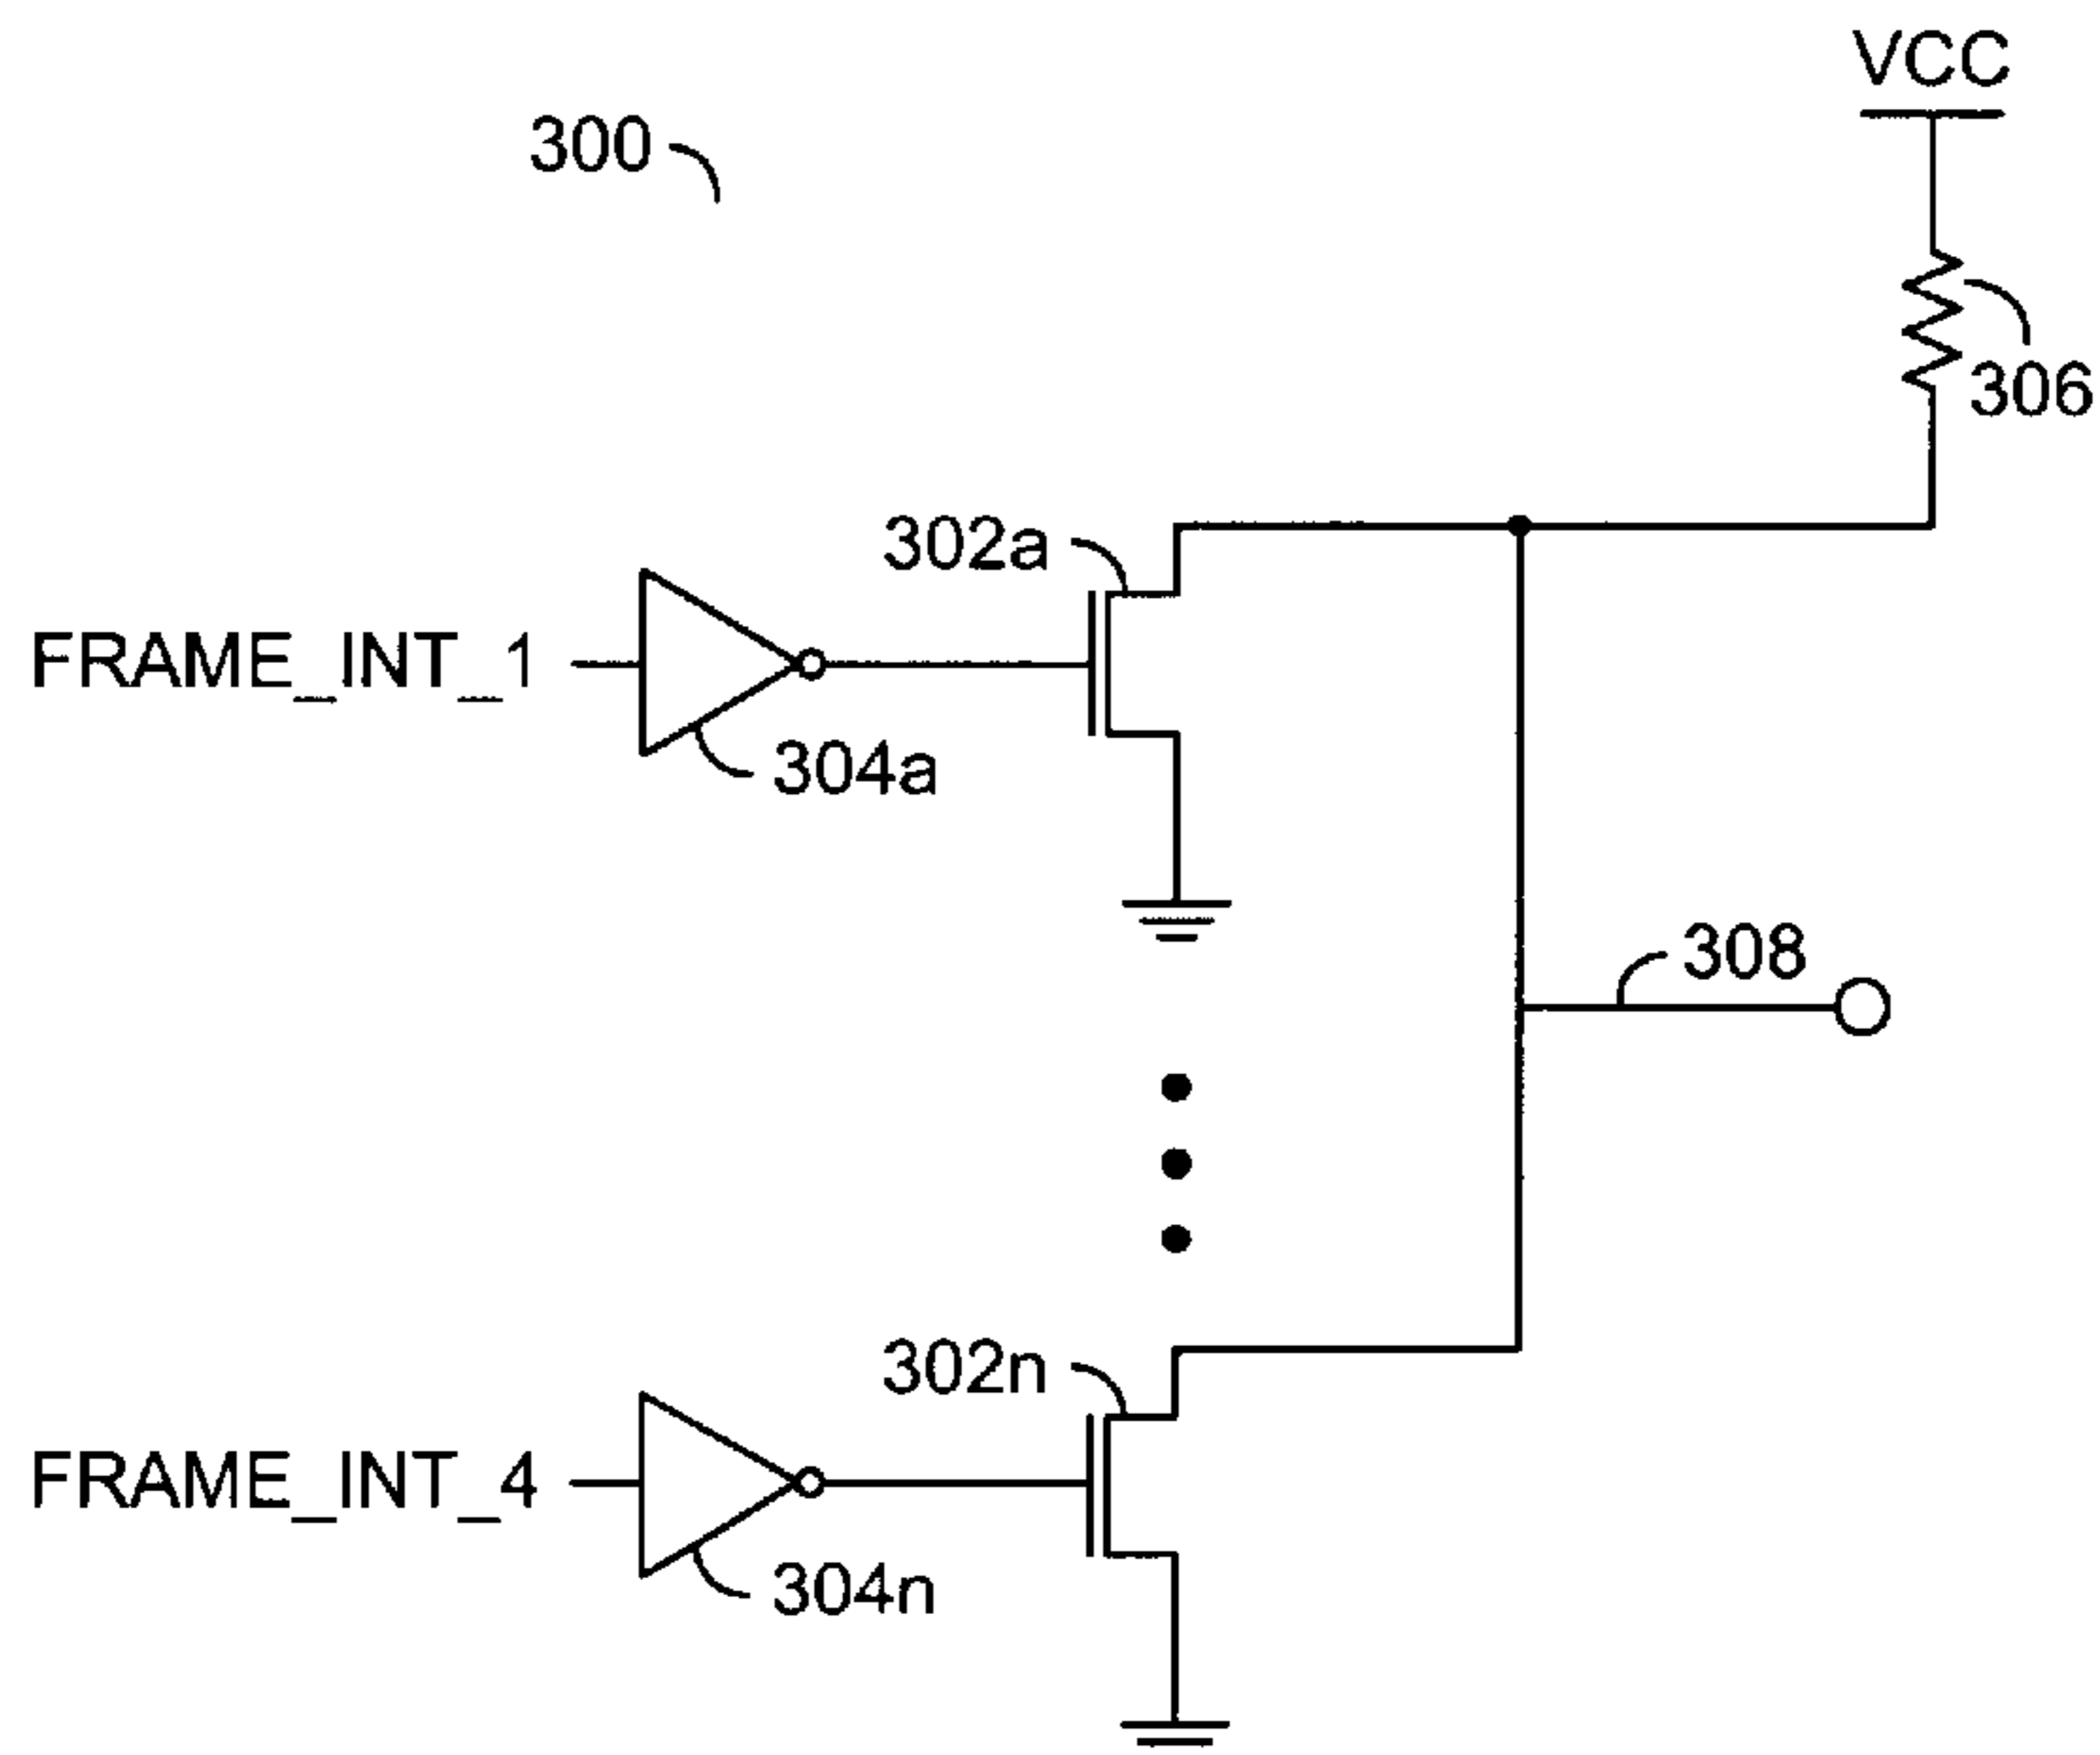 VCC
300
306
302a
FRAME_INT_1
304a
308
302n
FRAME_INT_4
304n